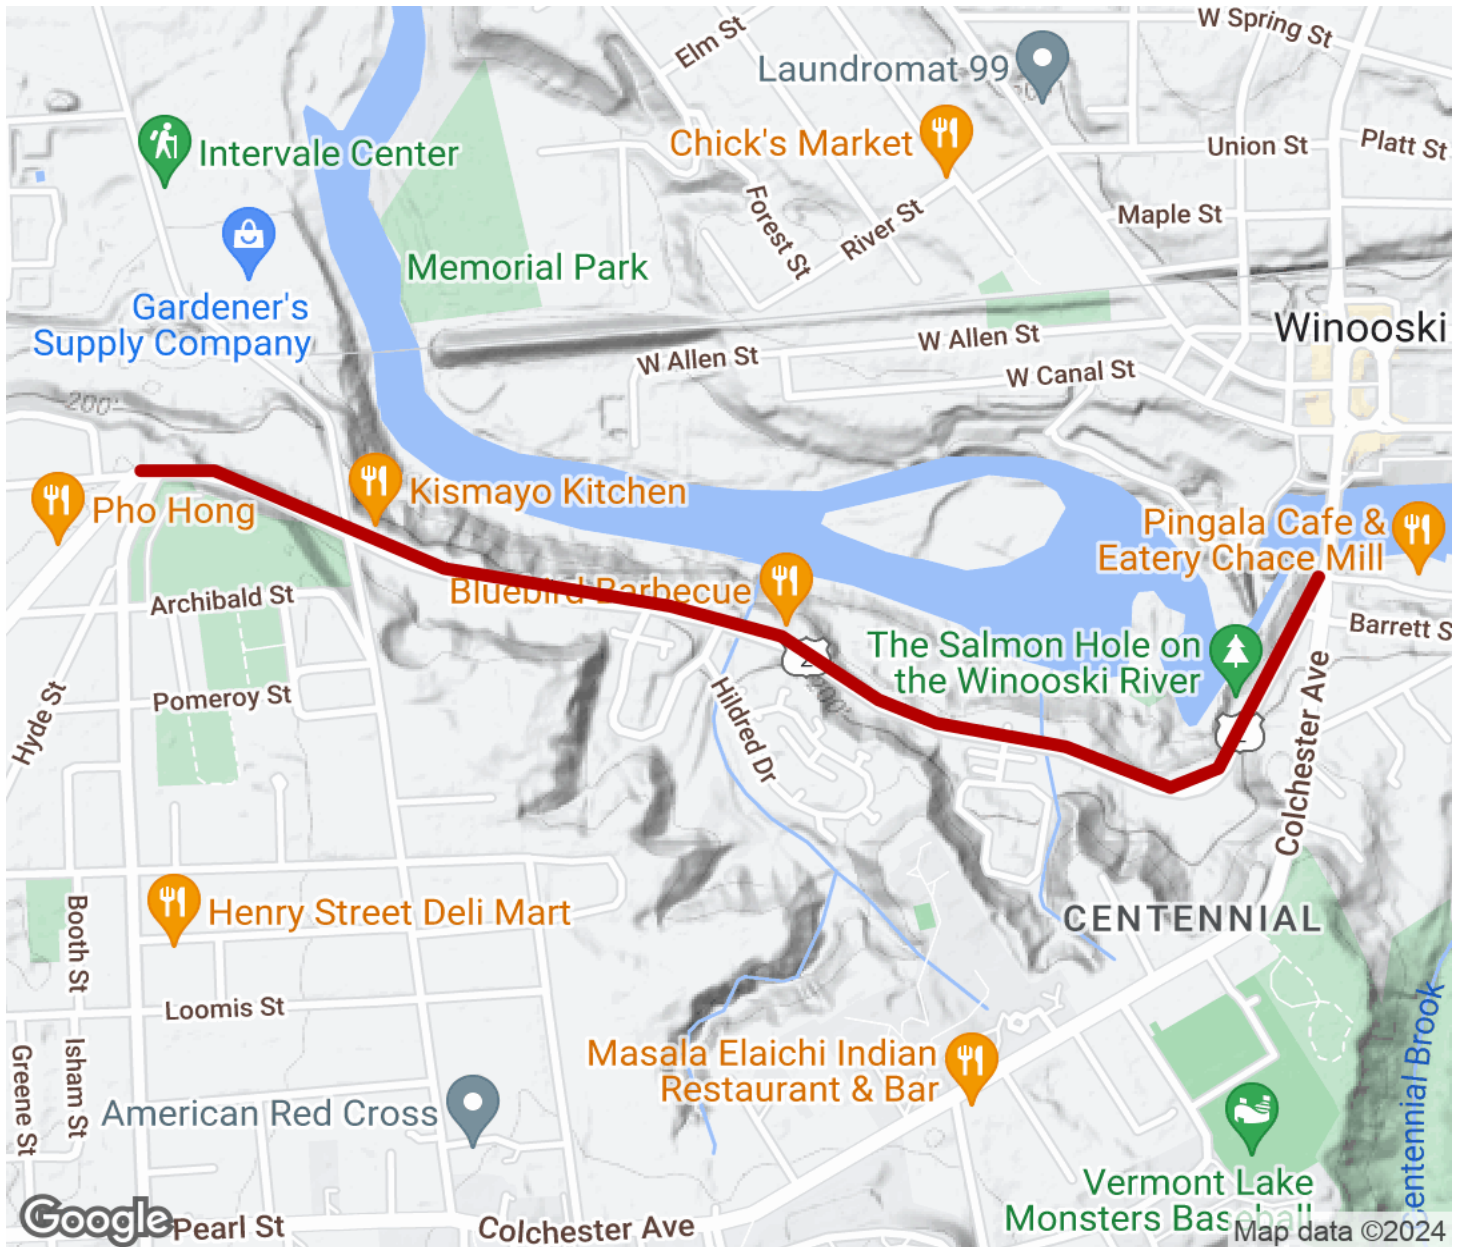 W Spring St
Elm St
Laundromat 99
Chick's Market
Union St
Platt St
Intervale Center
Forest St
River St
Maple St
Memorial Park
Gardener's
Supply Company
Winooski
W Allen St
W Allen St
W Canal St
200'
Kismayo Kitchen
Pho Hong
Pingala Cafe &
Eatery Chace Mill
Archibald St
Bluebird Barbecue
Barrett S
The Salmon Hole on
the Winooski River
2
200'
Pomeroy St
Hyde St
Hildred Dr
Colchester Ave
Henry Street Deli Mart
Booth St
CENTENNIAL
Loomis St
Greene St
Isham St
Masala Elaichi Indian
Restaurant & Bar
American Red Cross
Centennial Brook
Vermont Lake
Monsters Baseball
Google
Pearl St
Colchester Ave
Map data ©2024